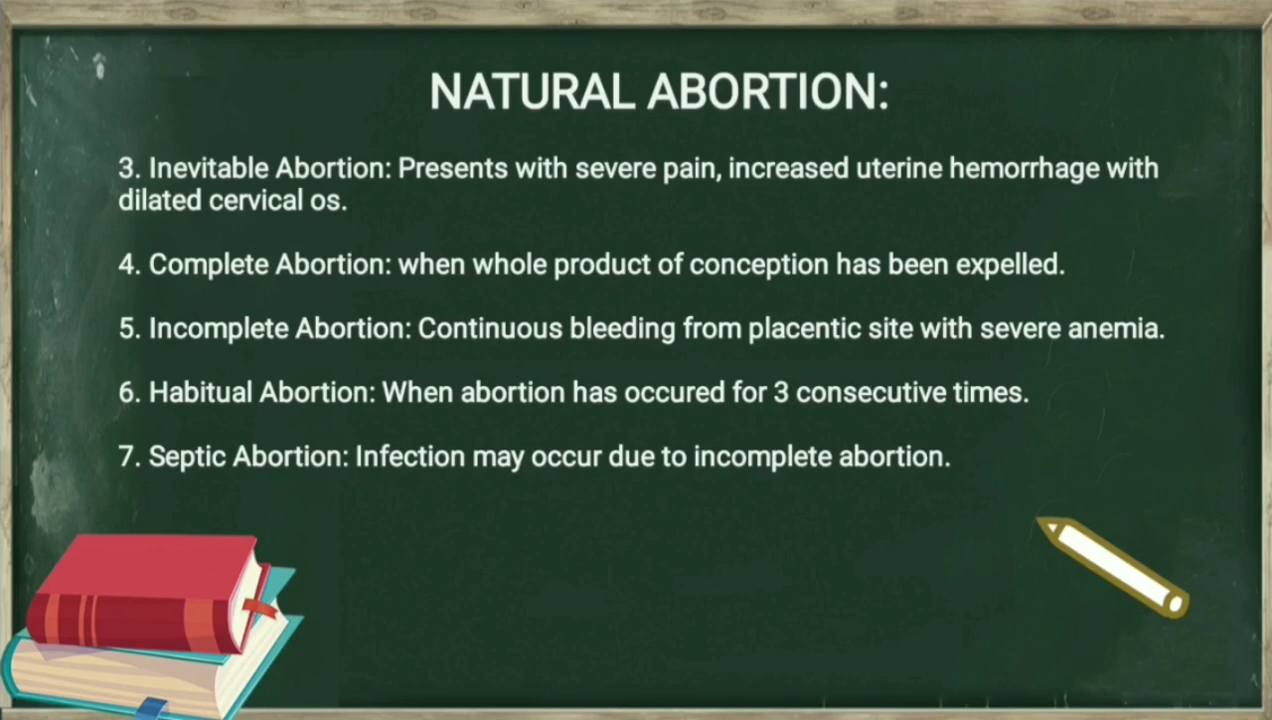 NATURAL ABORTION:
3. Inevitable Abortion: Presents with severe pain, increased uterine hemorrhage with
dilated cervical os.
4. Complete Abortion: when whole product of conception has been expelled.
5. Incomplete Abortion: Continuous bleeding from placentic site with severe anemia.
6. Habitual Abortion: When abortion has occured for 3 consecutive times.
7. Septic Abortion: Infection may occur due to incomplete abortion.